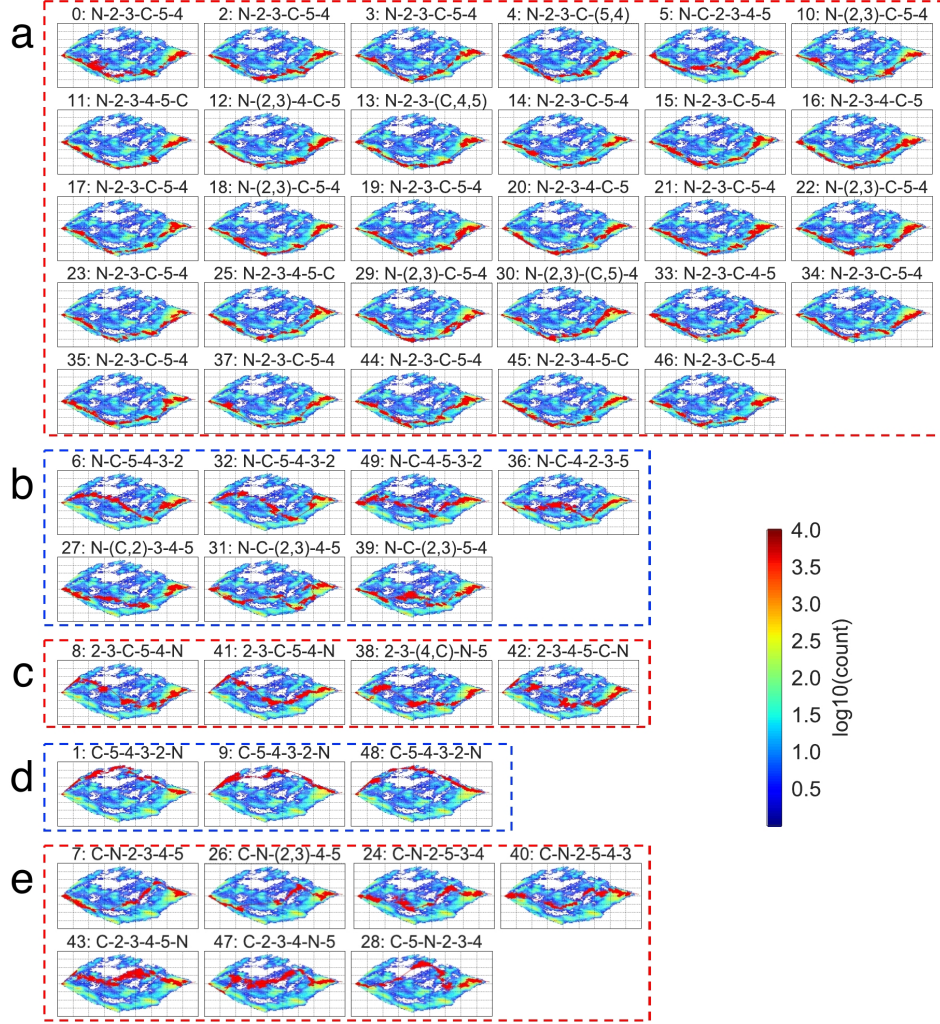 a
0: N-2-3-C-5-4 2: N-2-3-C-5-4 3: N-2-3-C-5-4 4: N-2-3-C-(5,4) 5: N-C-2-3-4-5 10: N-(2,3)-C-5-4
11: N-2-3-4-5-C 12: N-(2,3)-4-C-5 13: N-2-3-(C,4,5) 14: N-2-3-C-5-4 15: N-2-3-C-5-4 16: N-2-3-4-C-5
17: N-2-3-C-5-4 18: N-(2,3)-C-5-4 19: N-2-3-C-5-4 20: N-2-3-4-C-5 21: N-2-3-C-5-4 22: N-(2,3)-C-5-4
23: N-2-3-C-5-4 25: N-2-3-4-5-C 29: N-(2,3)-C-5-4 30: N-(2,3)-(C,5)-4 33: N-2-3-C-4-5 34: N-2-3-C-5-4
35: N-2-3-C-5-4 37: N-2-3-C-5-4 44: N-2-3-C-5-4 45: N-2-3-4-5-C 46: N-2-3-C-5-4
b
6: N-C-5-4-3-2 32: N-C-5-4-3-2 49: N-C-4-5-3-2 36: N-C-4-2-3-5
27: N-(C,2)-3-4-5 31: N-C-(2,3)-4-5 39: N-C-(2,3)-5-4
c
8: 2-3-C-5-4-N 41: 2-3-C-5-4-N 38: 2-3-(4,C)-N-5 42: 2-3-4-5-C-N
d
1: C-5-4-3-2-N 9: C-5-4-3-2-N 48: C-5-4-3-2-N
e
7: C-N-2-3-4-5 26: C-N-(2,3)-4-5 24: C-N-2-5-3-4 40: C-N-2-5-4-3
43: C-2-3-4-5-N 47: C-2-3-4-N-5 28: C-5-N-2-3-4
4.0
3.5
3.0
2.5
2.0
1.5
1.0
0.5
log10(count)